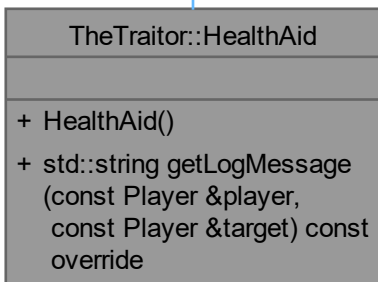 TheTraitor::HealthAid
+ HealthAid()
+ std::string getLogMessage
(const Player &player,
const Player &target) const
override